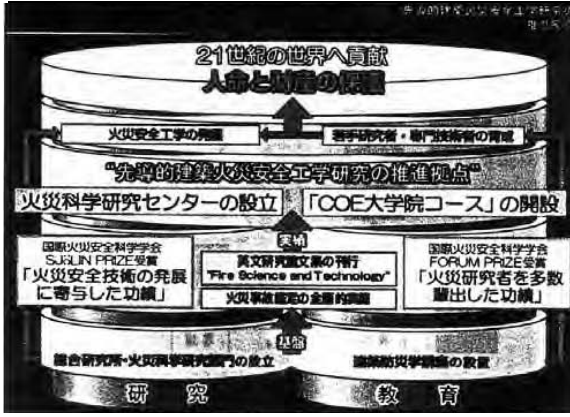 先導的建築火災安全工学研究の
21世紀の世界へ貢献
人命と財産の保護
火災安全工学の発展
若手研究者・専門技術者の育成
"先導的建築火災安全工学研究の推進拠点"
火災科学研究センターの設立
「COE大学院コース」の開設
実績
国際火災安全科学学会
SJÖLIN PRIZE受賞
「火災安全技術の発展
に寄与した功績」
英文研究論文集の刊行
"Fire Science and Technology"
国際火災安全科学学会
FORUM PRIZE受賞
「火災研究者を多数
輩出した功績」
基盤
総合研究所・火災科学研究部門の設立
研 究
教 育